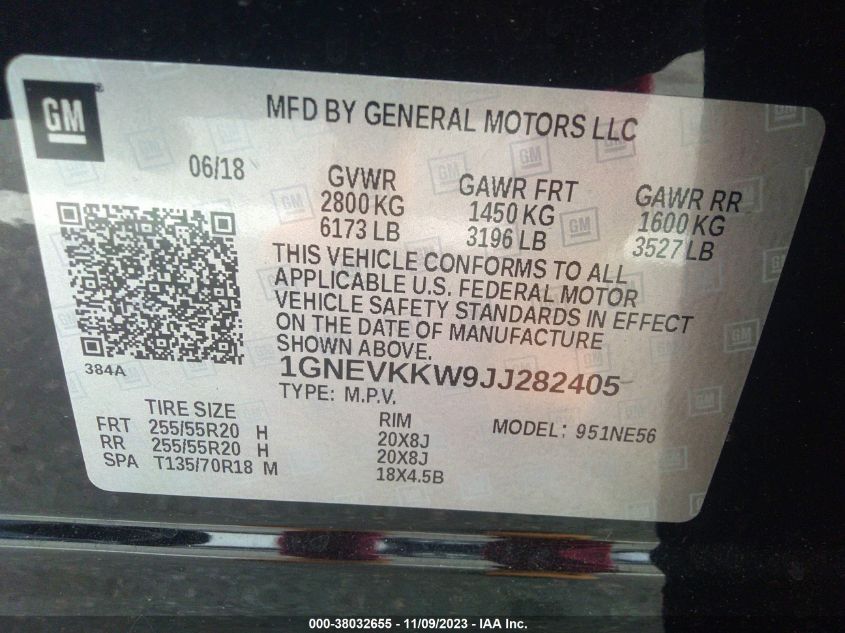 GM
MFD BY GENERAL MOTORS LLC
06/18
GVWR
2800 KG
6173 LB
GAWR FRT
1450 KG
3196 LB
GAWR RR
1600 KG
3527 LB
THIS VEHICLE CONFORMS TO ALL
APPLICABLE U.S. FEDERAL MOTOR
VEHICLE SAFETY STANDARDS IN EFFECT
ON THE DATE OF MANUFACTURE
SHOWN ABOVE.
384A
1GNEVKKW9JJ282405
TYPE: M.P.V.
TIRE SIZE
FRT 255/55R20 H
RR 255/55R20 H
SPA T135/70R18 M
RIM
20X8J
20X8J
18X4.5B
MODEL: 951NE56
000-38032655 - 11/09/2023 - IAA Inc.